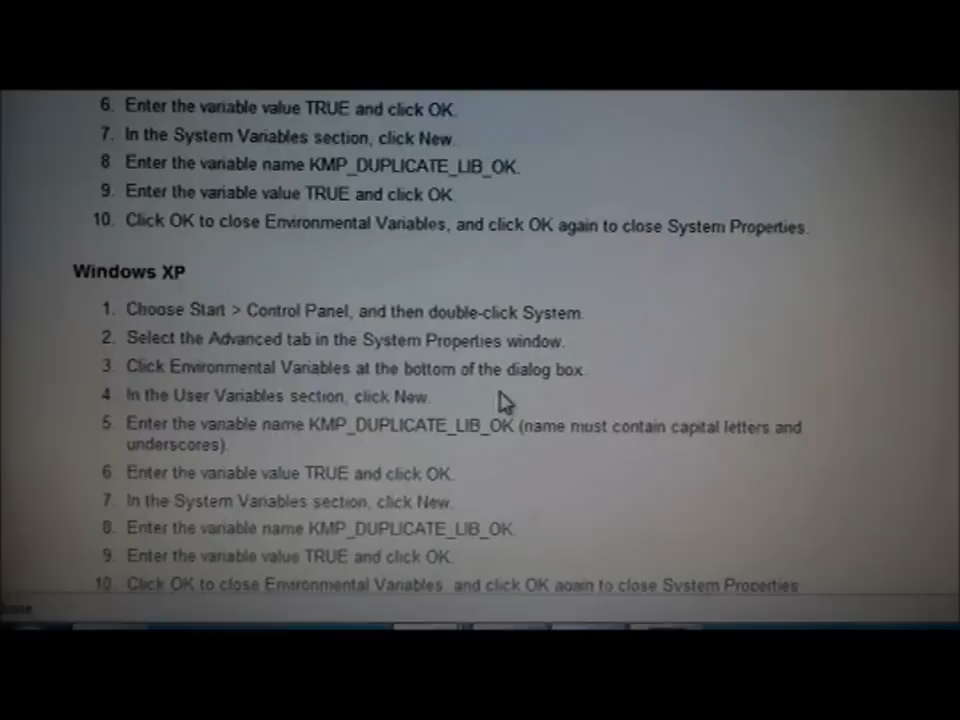 6. Enter the variable value TRUE and click OK.
7. In the System Variables section, click New.
8 Enter the variable name KMP_DUPLICATE_LIB_OK.
9. Enter the variable value TRUE and click OK
10. Click OK to close Environmental Variables, and click OK again to close System Properties.
Windows XP
1. Choose Start > Control Panel, and then double-click System.
2. Select the Advanced tab in the System Properties window.
3. Click Environmental Variables at the bottom of the dialog box.
4. In the User Variables section, click New.
5. Enter the variable name KMP_DUPLICATE_LIB_OK (name must contain capital letters and
underscores).
6. Enter the variable value TRUE and click OK.
7. In the System Variables section, click New.
8. Enter the variable name KMP_DUPLICATE_LIB_OK.
9. Enter the variable value TRUE and click OK.
10. Click OK to close Environmental Variables, and click OK again to close System Properties